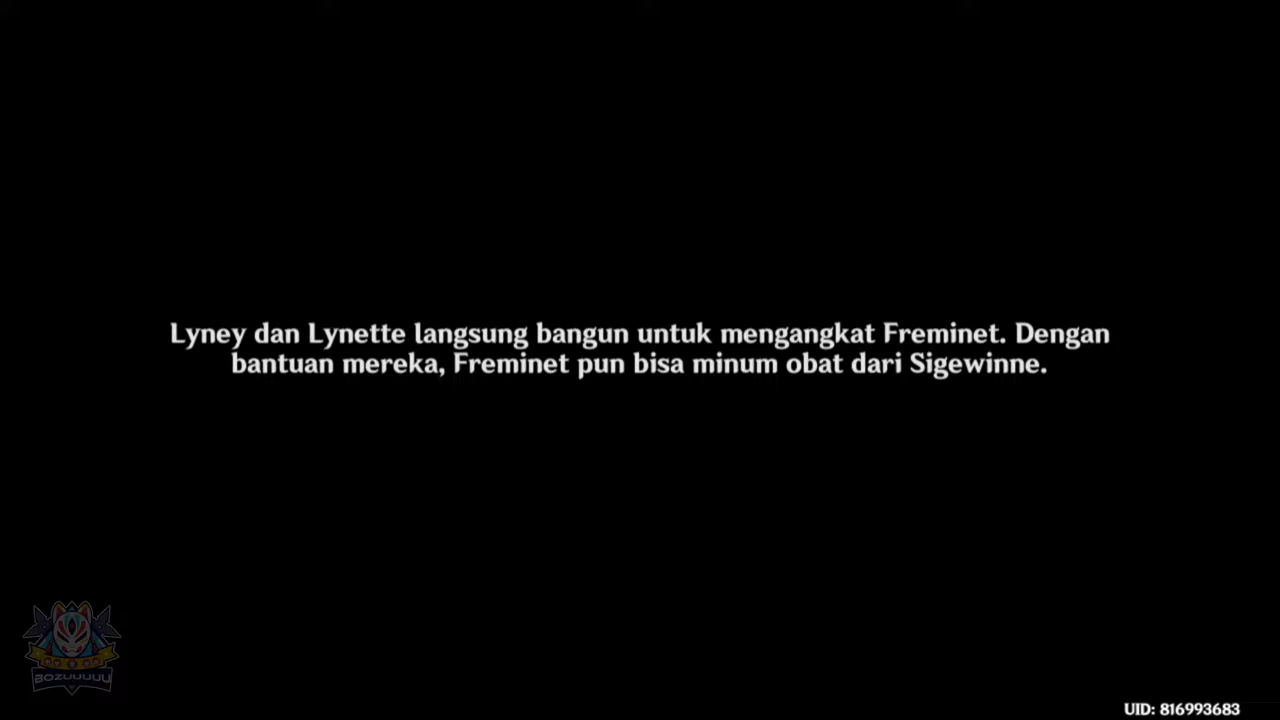 Lyney dan Lynette langsung bangun untuk mengangkat Freminet. Dengan
bantuan mereka, Freminet pun bisa minum obat dari Sigewinne.
BOZUUUUU
UID: 816993683